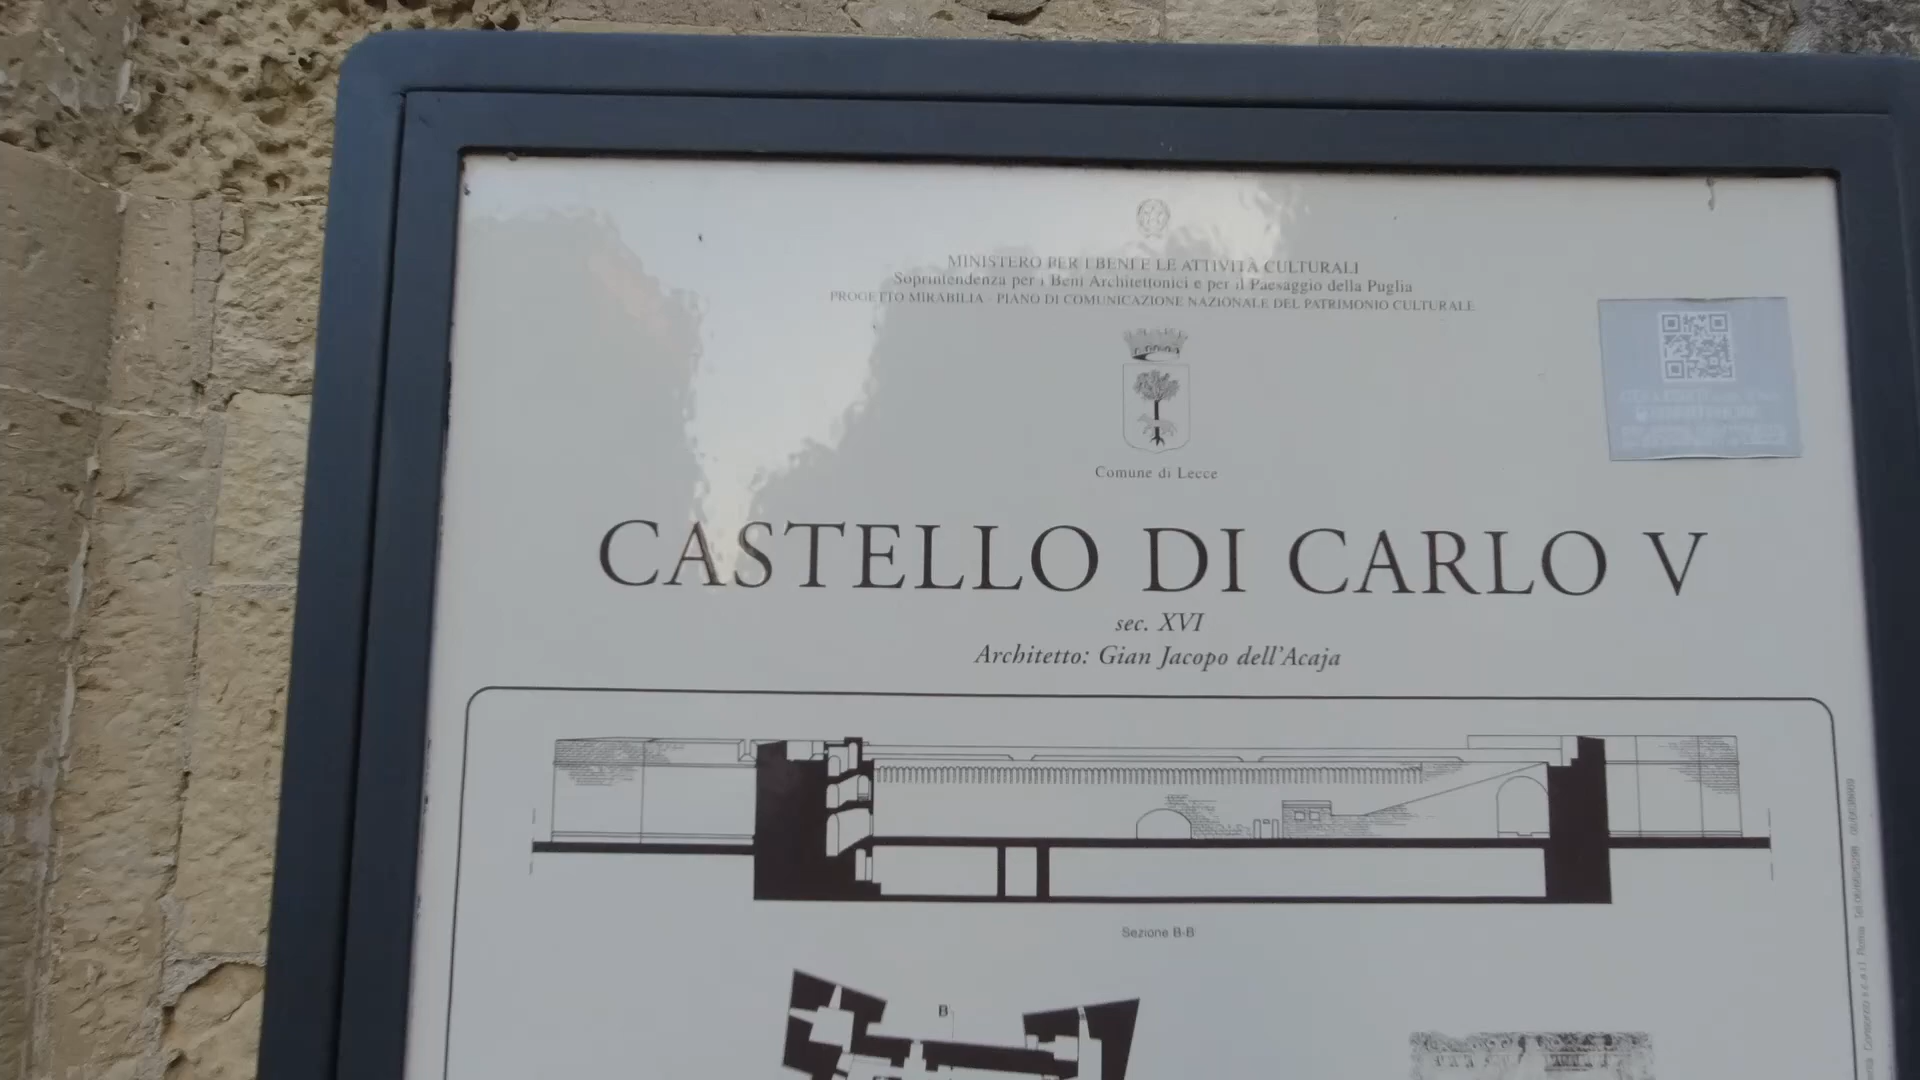 MINISTERO PER I BENI E LE ATTIVITÀ CULTURALI
Soprintendenza per i Beni Architettonici e per il Paesaggio della Puglia
PROGETTO MIRABILIA - PIANO DI COMUNICAZIONE NAZIONALE DEL PATRIMONIO CULTURALE
Comune di Lecce
CASTELLO DI CARLO V
sec. XVI
Architetto: Gian Jacopo dell'Acaja
Sezione B-B
B